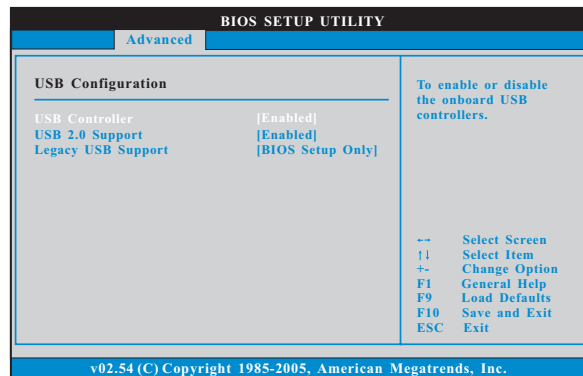 BIOS SETUP UTILITY
Advanced
USB Configuration
USB Controller [Enabled]
USB 2.0 Support [Enabled]
Legacy USB Support [BIOS Setup Only]
To enable or disable
the onboard USB
controllers.
←→ Select Screen
↑↓ Select Item
+- Change Option
F1 General Help
F9 Load Defaults
F10 Save and Exit
ESC Exit
v02.54 (C) Copyright 1985-2005, American Megatrends, Inc.